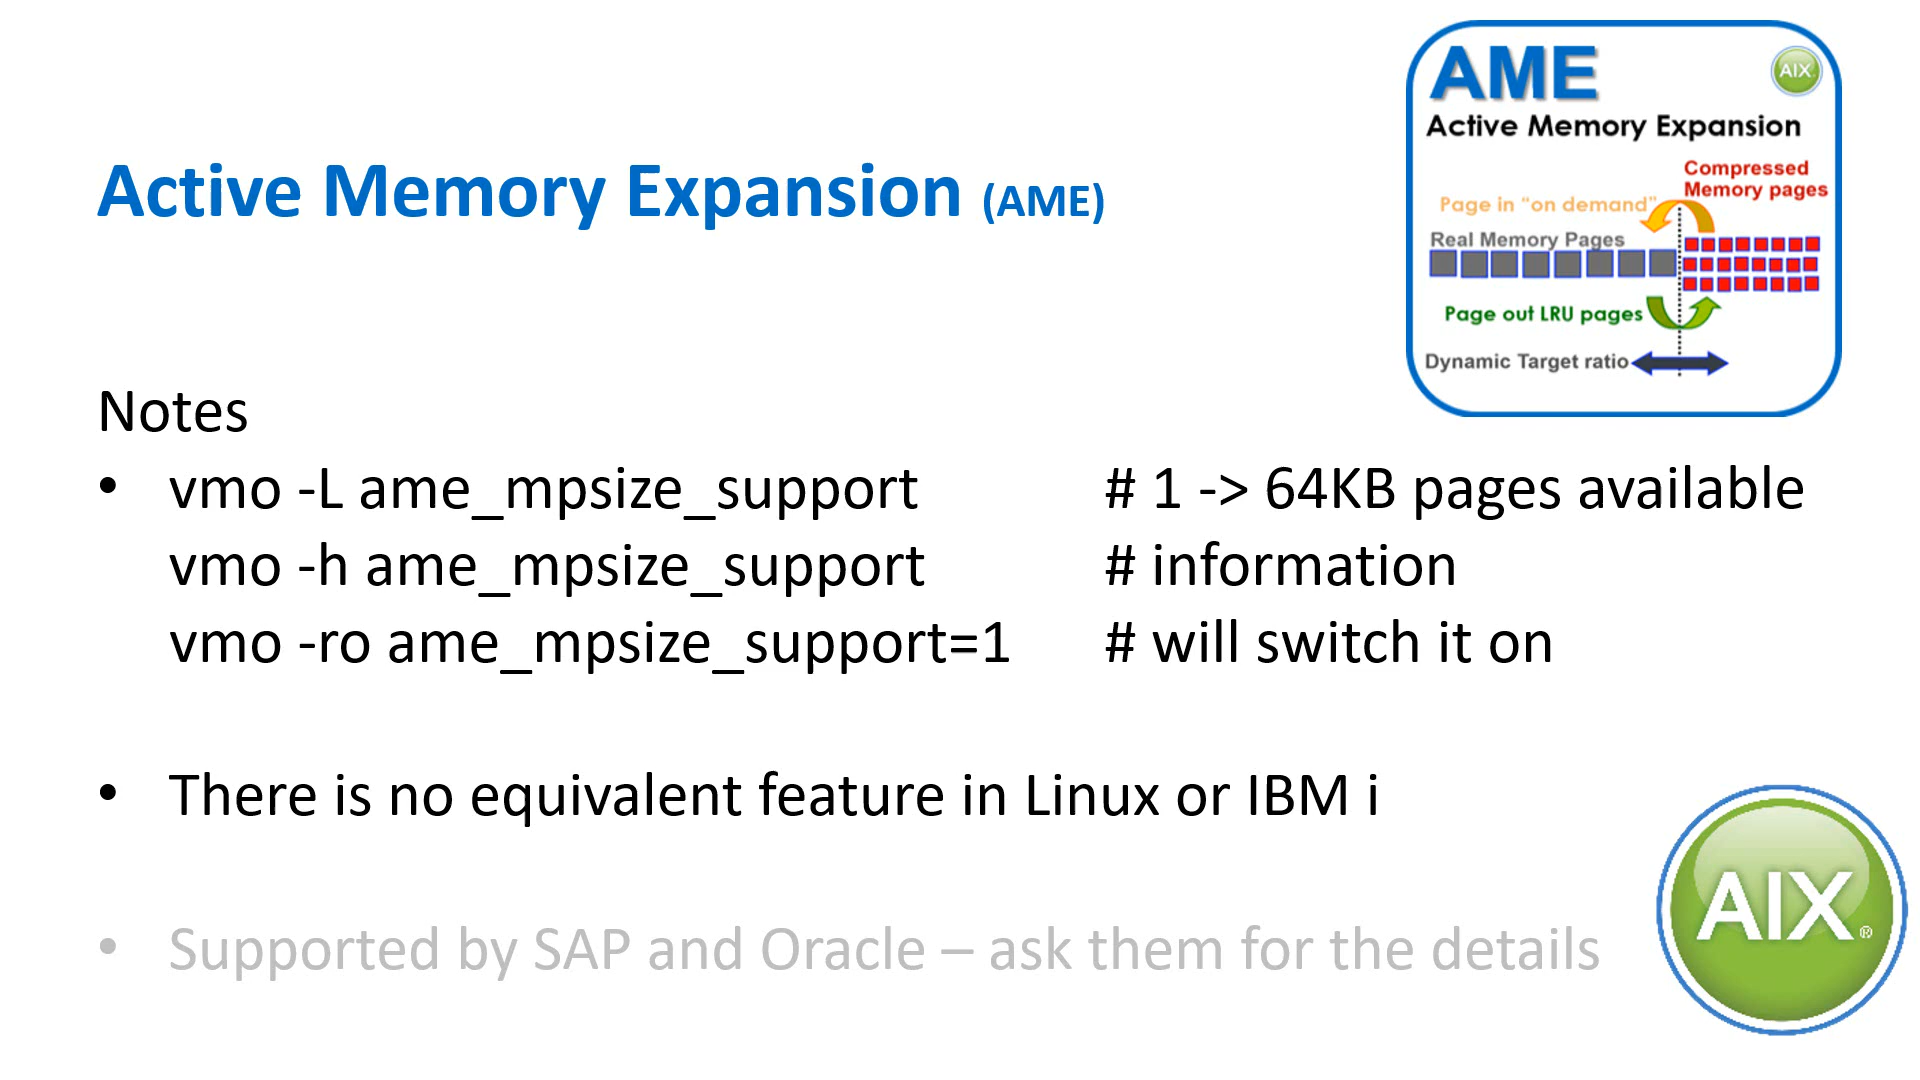 AME
AIX
Active Memory Expansion
Compressed
Memory pages
Page in "on demand"
Real Memory Pages
Page out LRU pages
Dynamic Target ratio
Active Memory Expansion (AME)
Notes
• vmo -L ame_mpsize_support # 1 -> 64KB pages available
vmo -h ame_mpsize_support # information
vmo -ro ame_mpsize_support=1 # will switch it on
• There is no equivalent feature in Linux or IBM i
• Supported by SAP and Oracle – ask them for the details
AIX®